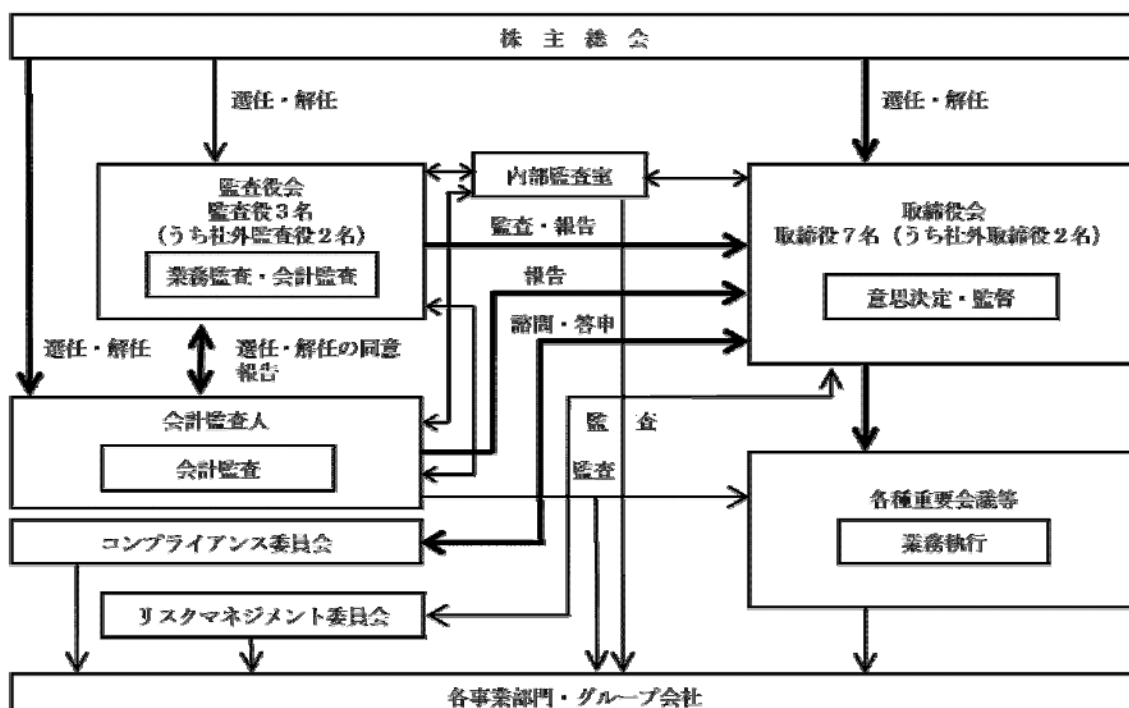 株 主 総 会
選任・解任
選任・解任
監査役会
監査役３名
（うち社外監査役２名）
業務監査・会計監査
内部監査室
取締役会
取締役７名（うち社外取締役２名）
意思決定・監督
監査・報告
報告
諮問・答申
選任・解任
選任・解任の同意
報告
会計監査人
会計監査
監 査
監査
各種重要会議等
業務執行
コンプライアンス委員会
リスクマネジメント委員会
各事業部門・グループ会社